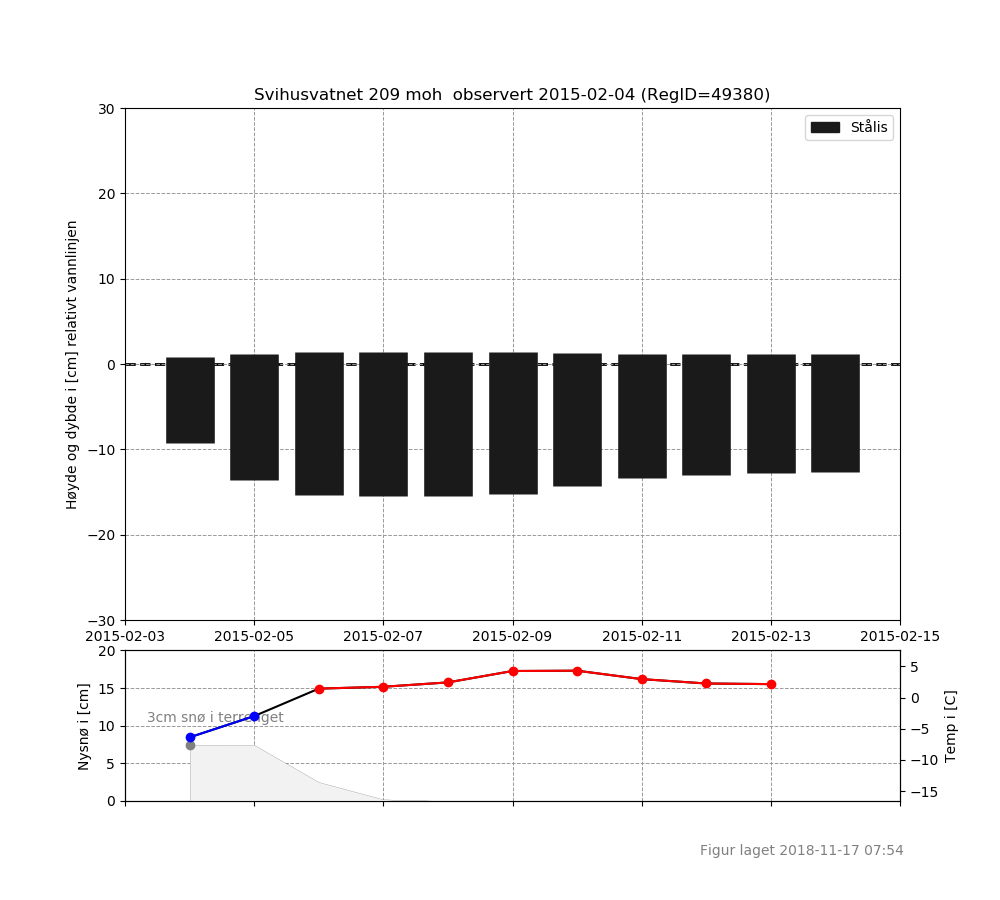 Svihusvatnet 209 moh  observert 2015-02-04 (RegID=49380)
Stålis
Høyde og dybde i [cm] relativt vannlinjen
30
20
10
0
−10
−20
−30
2015-02-03 2015-02-05 2015-02-07 2015-02-09 2015-02-11 2015-02-13 2015-02-15
Nysnø i [cm]
20
15
10
5
0
3cm snø i terrenget
5
0
−5
−10
−15
Temp i [C]
Figur laget 2018-11-17 07:54